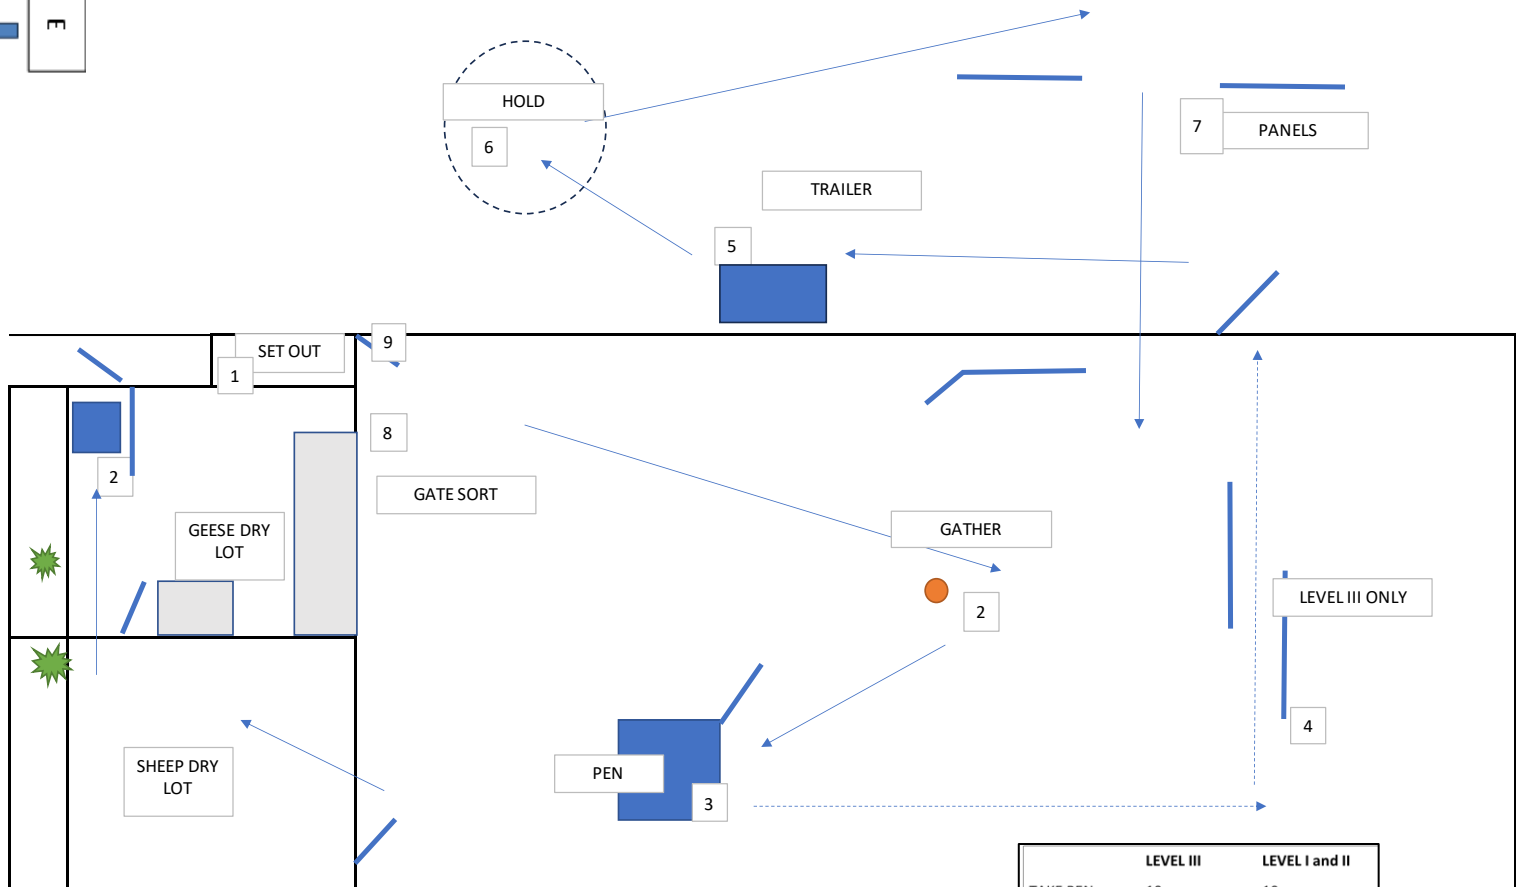 E
HOLD
6
7
PANELS
TRAILER
5
SET OUT
9
1
8
2
GATE SORT
GEESE DRY
LOT
GATHER
2
LEVEL III ONLY
4
SHEEP DRY
LOT
PEN
3
LEVEL III
LEVEL I and II